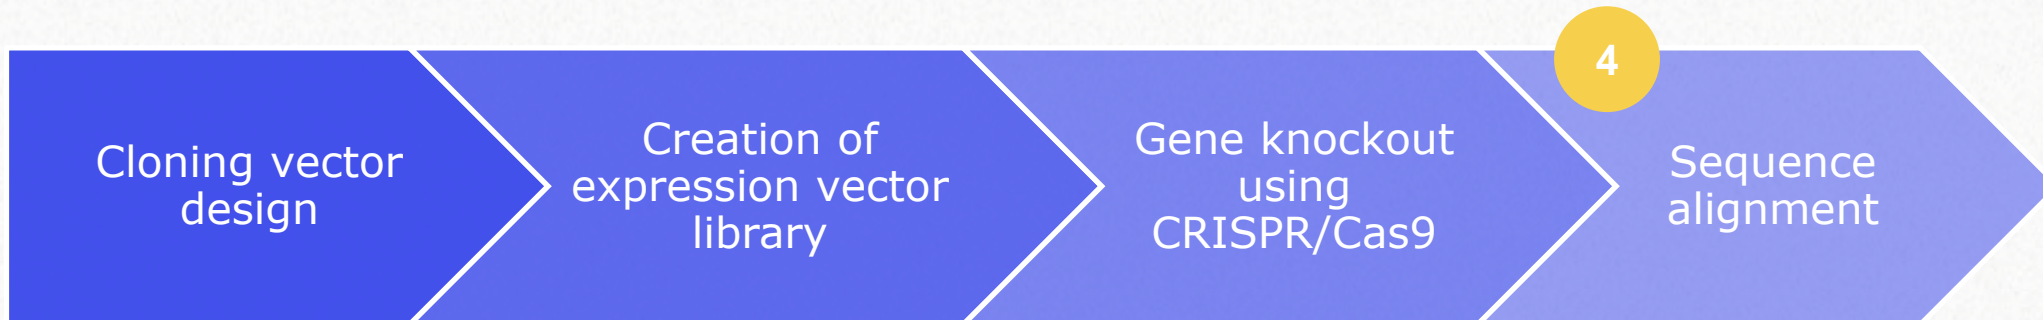 4
Cloning vector
design
Creation of
expression vector
library
Gene knockout
using
CRISPR/Cas9
Sequence
alignment